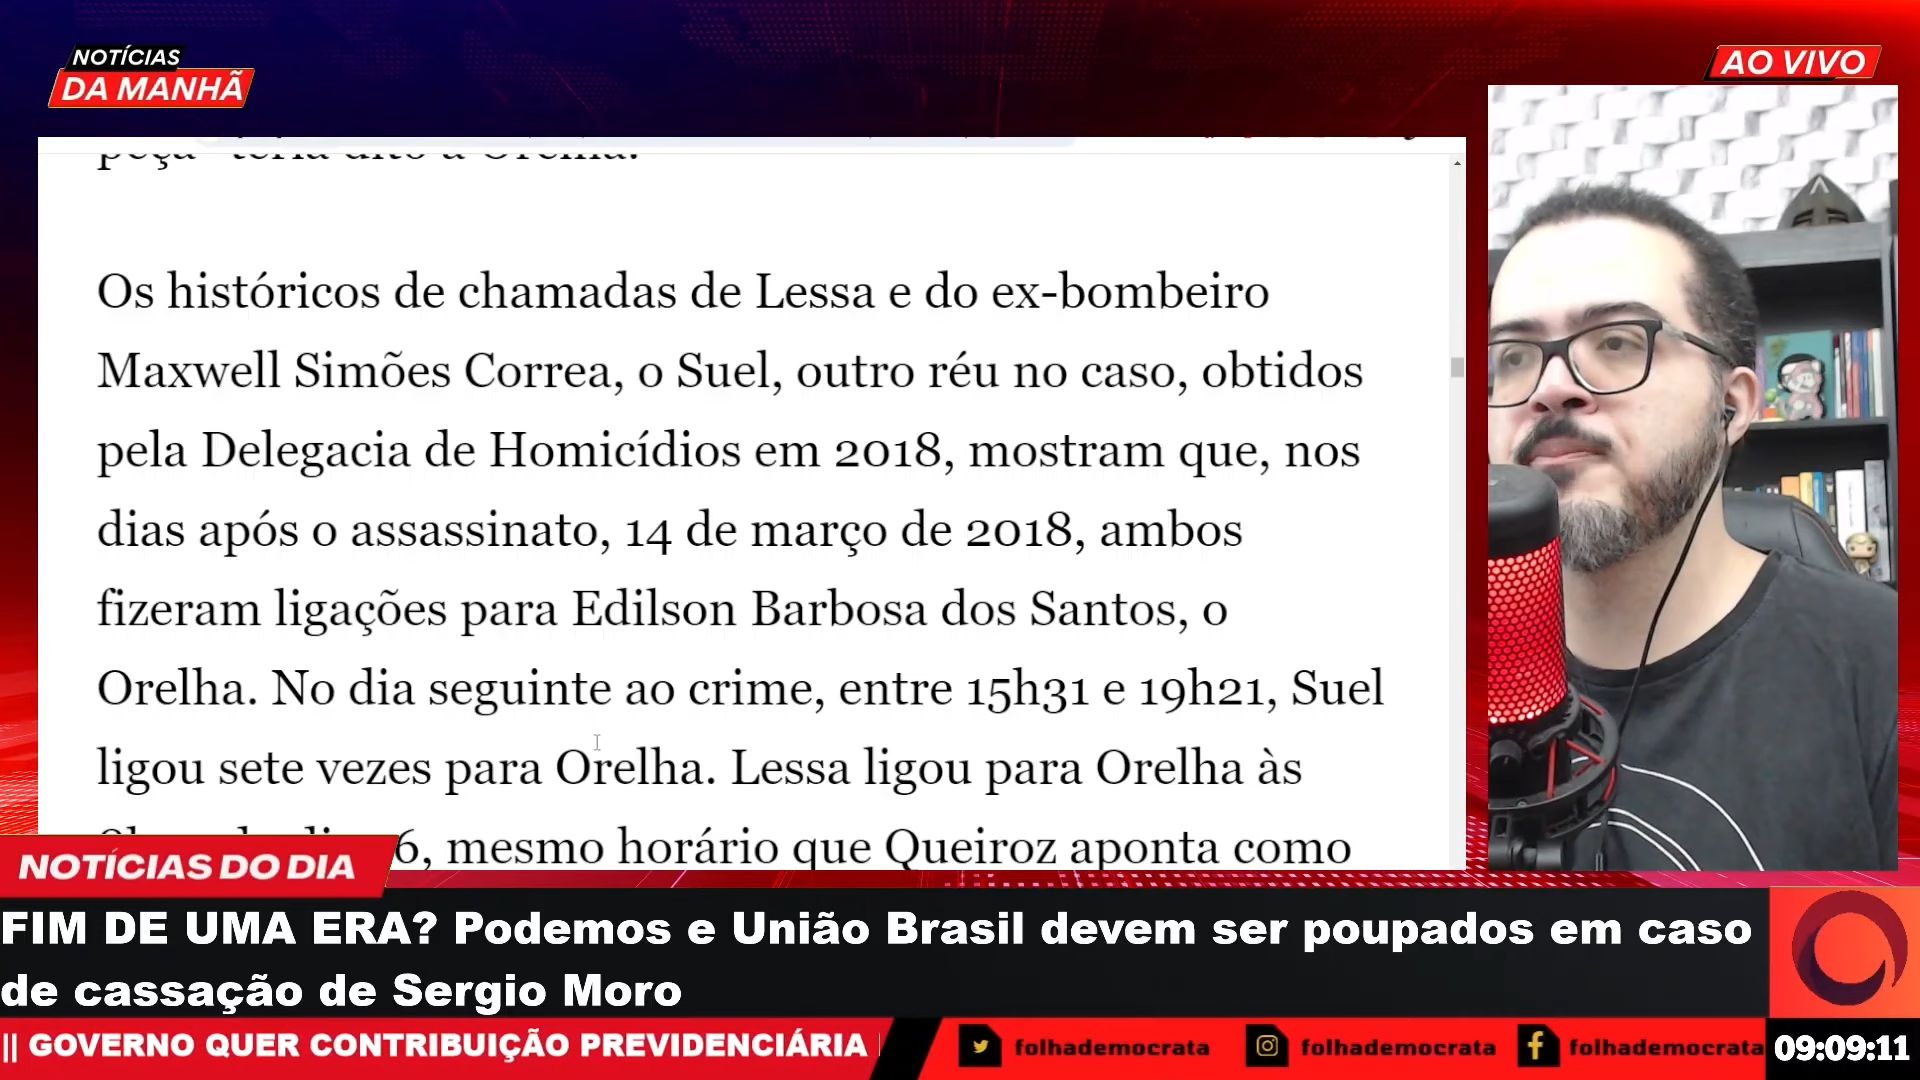 NOTÍCIAS
DA MANHÃ
AO VIVO
peça" teria dito a Orelha.
Os históricos de chamadas de Lessa e do ex-bombeiro
Maxwell Simões Correa, o Suel, outro réu no caso, obtidos
pela Delegacia de Homicídios em 2018, mostram que, nos
dias após o assassinato, 14 de março de 2018, ambos
fizeram ligações para Edilson Barbosa dos Santos, o
Orelha. No dia seguinte ao crime, entre 15h31 e 19h21, Suel
ligou sete vezes para Orelha. Lessa ligou para Orelha às
6, mesmo horário que Queiroz aponta como
NOTÍCIAS DO DIA
FIM DE UMA ERA? Podemos e União Brasil devem ser poupados em caso
de cassação de Sergio Moro
|| GOVERNO QUER CONTRIBUIÇÃO PREVIDENCIÁRIA
folhademocrata
folhademocrata
folhademocrata
09:09:11